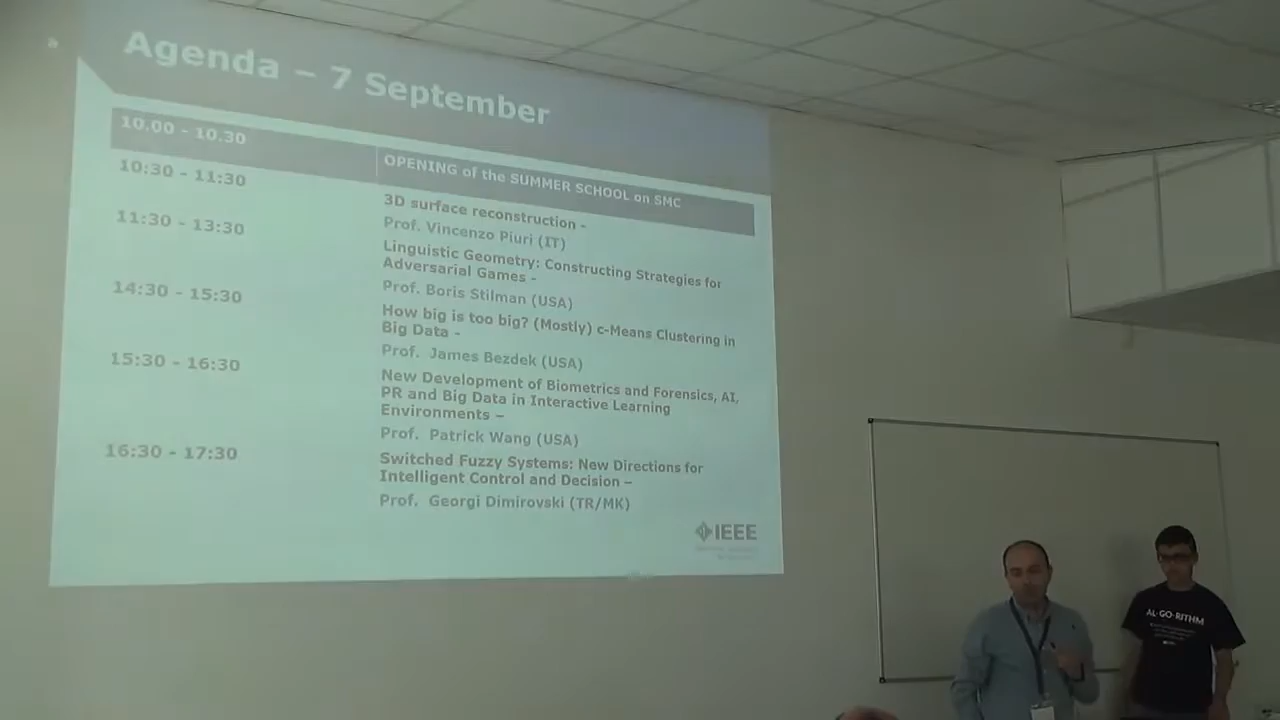 Agenda – 7 September
10.00 - 10.30
OPENING of the SUMMER SCHOOL on SMC
10:30 - 11:30
3D surface reconstruction -
Prof. Vincenzo Piuri (IT)
11:30 - 13:30
Linguistic Geometry: Constructing Strategies for
Adversarial Games -
Prof. Boris Stilman (USA)
14:30 - 15:30
How big is too big? (Mostly) c-Means Clustering in
Big Data -
Prof. James Bezdek (USA)
15:30 - 16:30
New Development of Biometrics and Forensics, AI,
PR and Big Data in Interactive Learning
Environments –
Prof. Patrick Wang (USA)
16:30 - 17:30
Switched Fuzzy Systems: New Directions for
Intelligent Control and Decision –
Prof. Georgi Dimirovski (TR/MK)
IEEE
AL·GO·RITHM